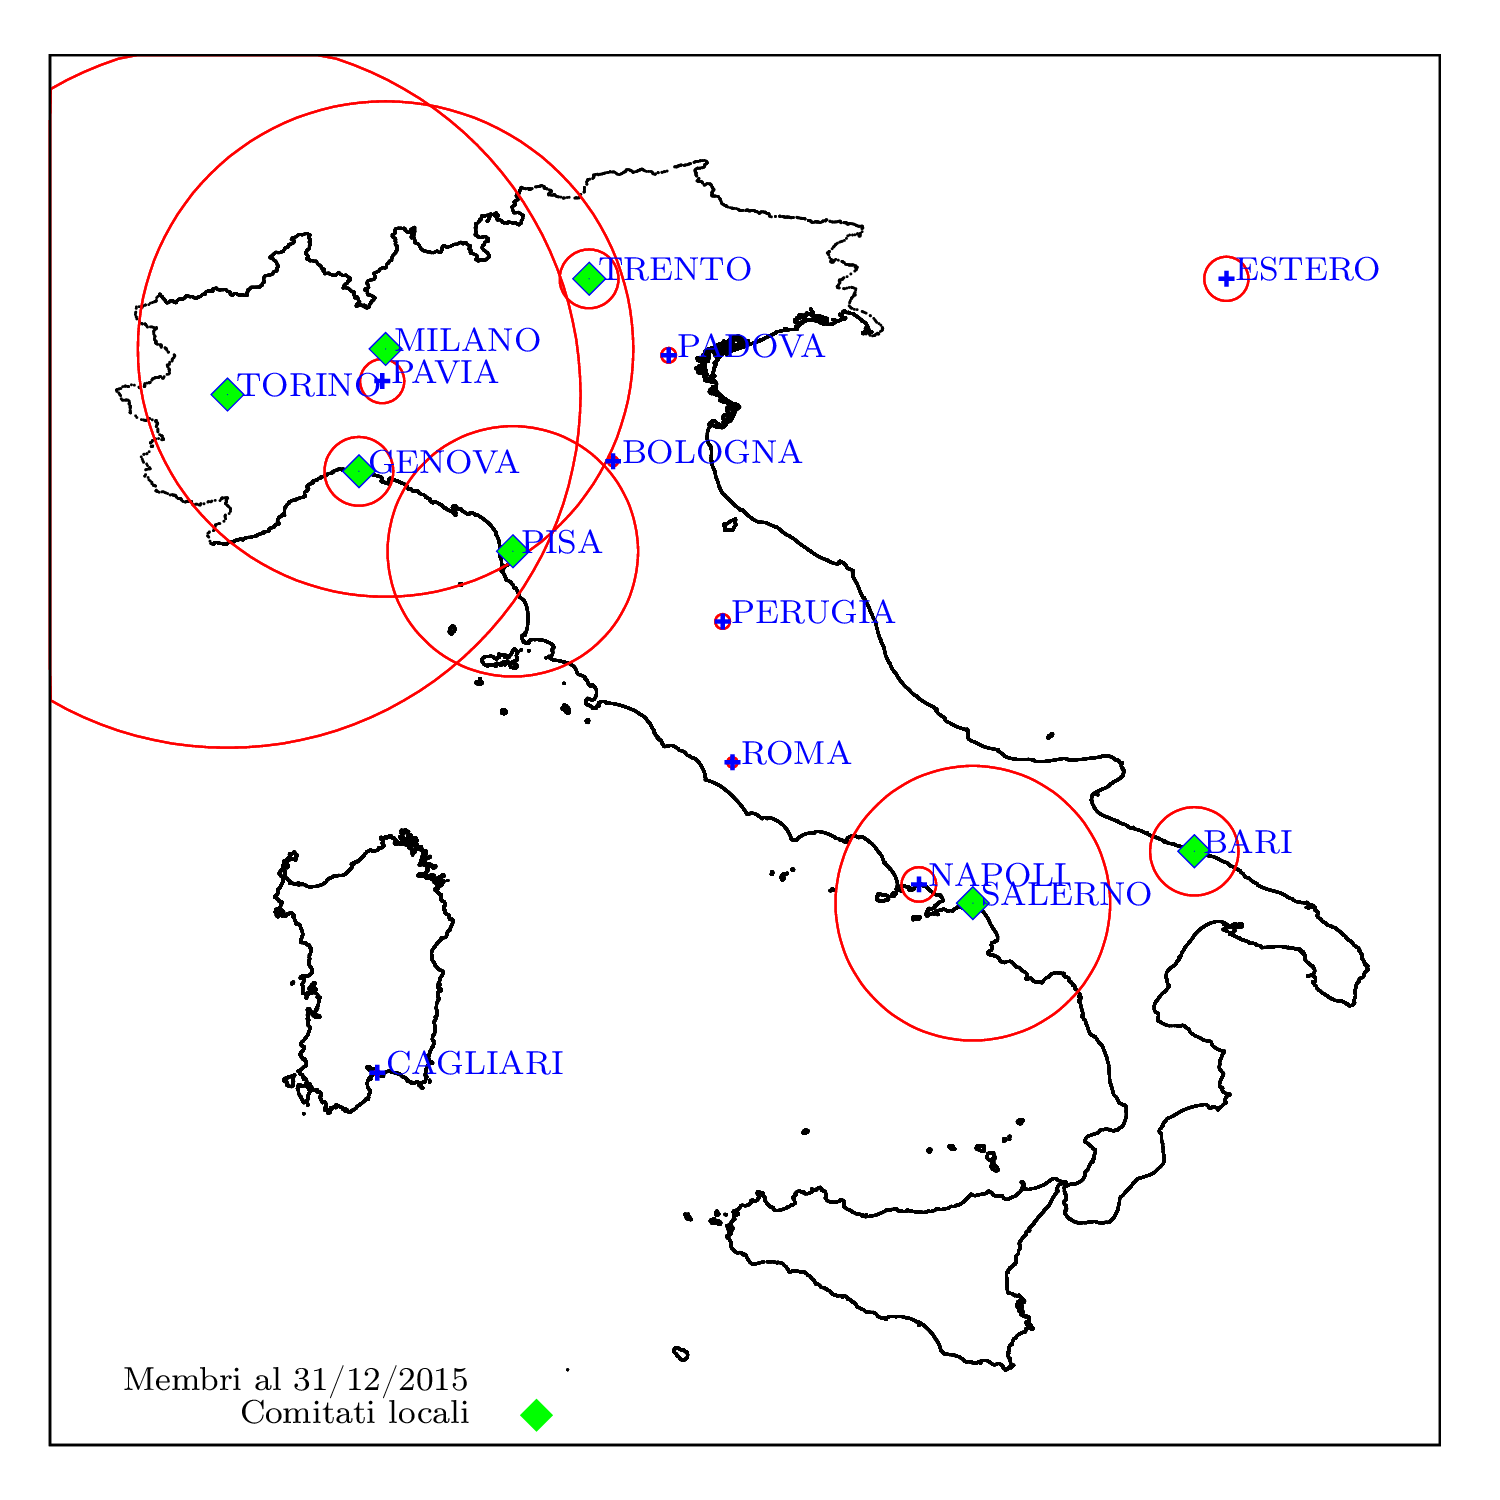 TRENTO
ESTERO
MILANO
PADOVA
PAVIA
TORINO
BOLOGNA
GENOVA
PISA
PERUGIA
ROMA
BARI
NAPOLI
SALERNO
CAGLIARI
Membri al 31/12/2015
Comitati locali